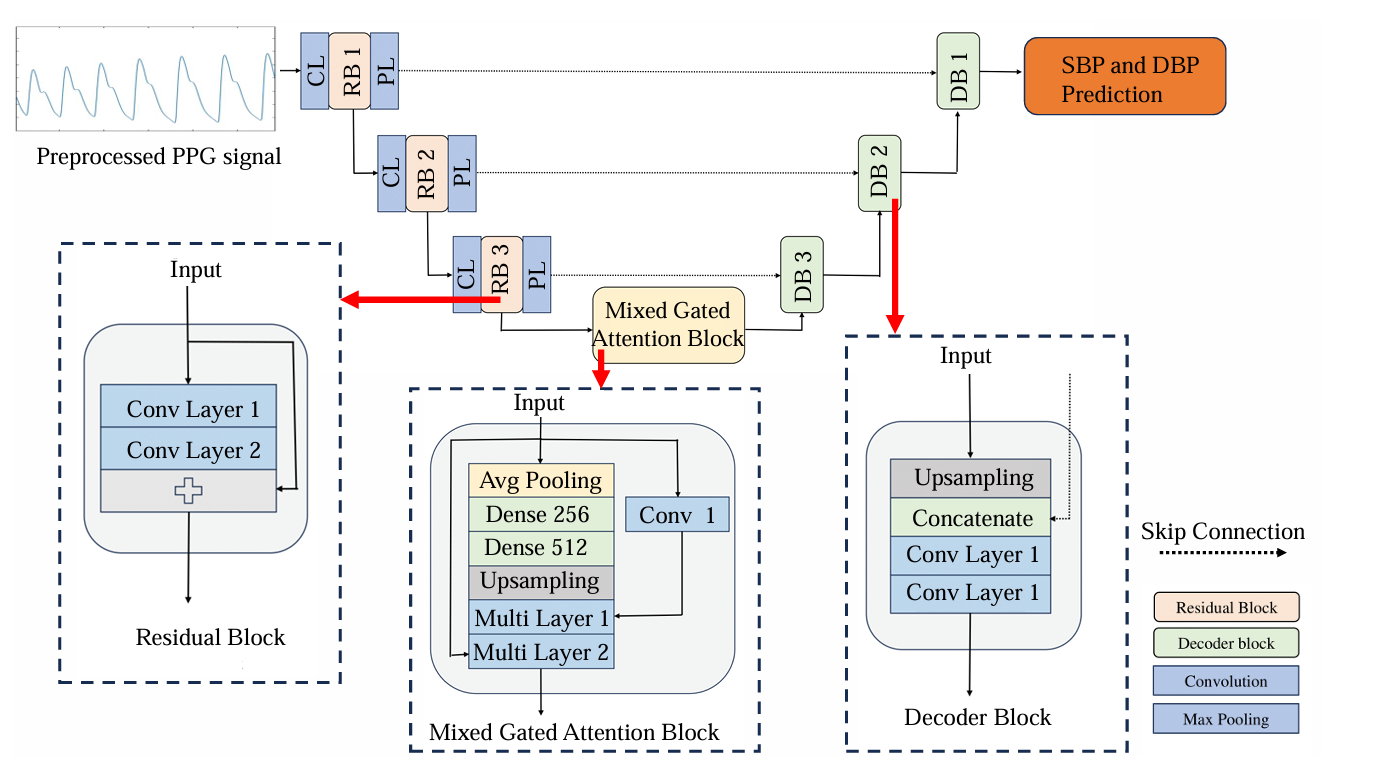 CL
RB 1
PL
DB 1
SBP and DBP
Prediction
Preprocessed PPG signal
CL
RB 2
PL
DB 2
CL
RB 3
PL
DB 3
Mixed Gated
Attention Block
Input
Conv Layer 1
Conv Layer 2
Residual Block
Input
Avg Pooling
Dense 256
Dense 512
Upsampling
Multi Layer 1
Multi Layer 2
Conv 1
Mixed Gated Attention Block
Input
Upsampling
Concatenate
Conv Layer 1
Conv Layer 1
Decoder Block
Skip Connection
Residual Block
Decoder block
Convolution
Max Pooling